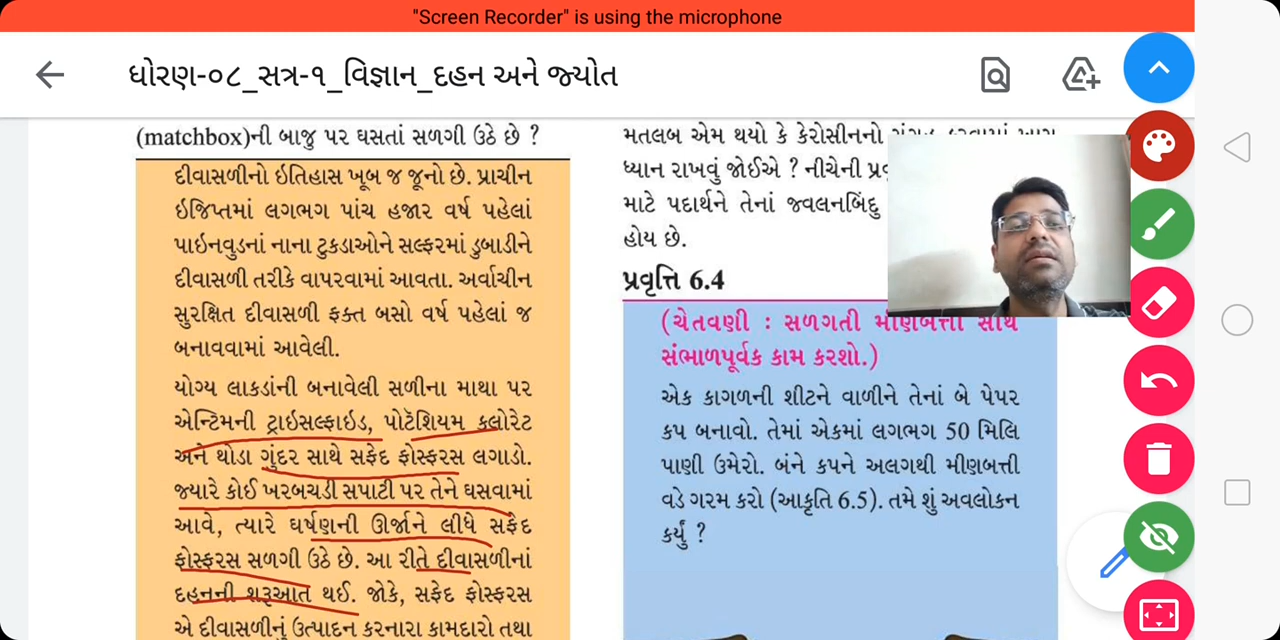 "Screen Recorder" is using the microphone
ધોરણ-૦૮_સત્ર-૧_વિજ્ઞાન_દહન અને જ્યોત
(matchbox)ની બાજુ પર ઘસતાં સળગી ઉઠે છે ?
દીવાસળીનો ઇતિહાસ ખૂબ જ જૂનો છે. પ્રાચીન
ઇજિપ્તમાં લગભગ પાંચ હજાર વર્ષ પહેલાં
પાઇનવુડનાં નાના ટુકડાઓને સલ્ફરમાં ડુબાડીને
દીવાસળી તરીકે વાપરવામાં આવતા. અર્વાચીન
સુરક્ષિત દીવાસળી ફક્ત બસો વર્ષ પહેલાં જ
બનાવવામાં આવેલી.
યોગ્ય લાકડાંની બનાવેલી સળીના માથા પર
એન્ટિમની ટ્રાઇસલ્ફાઇડ, પોટેશિયમ ક્લોરેટ
અને થોડા ગુંદર સાથે સફેદ ફોસ્ફરસ લગાડો.
જ્યારે કોઈ ખરબચડી સપાટી પર તેને ઘસવામાં
આવે, ત્યારે ઘર્ષણની ઊર્જાને લીધે સફેદ
ફોસ્ફરસ સળગી ઉઠે છે. આ રીતે દીવાસળીનાં
દહનની શરૂઆત થઈ. જોકે, સફેદ ફોસ્ફરસ
એ દીવાસળીનું ઉત્પાદન કરનારા કામદારો તથા
મતલબ એમ થયો કે કેરોસીનનો
ધ્યાન રાખવું જોઈએ ? નીચેની
માટે પદાર્થને તેનાં જ્વલનબિંદુ
હોય છે.
પ્રવૃત્તિ 6.4
(ચેતવણી : સળગતી મીણબત્તી સાથે
સંભાળપૂર્વક કામ કરશો.)
એક કાગળની શીટને વાળીને તેનાં બે પેપર
કપ બનાવો. તેમાં એકમાં લગભગ 50 મિલિ
પાણી ઉમેરો. બંને કપને અલગથી મીણબત્તી
વડે ગરમ કરો (આકૃતિ 6.5). તમે શું અવલોકન
કર્યું ?